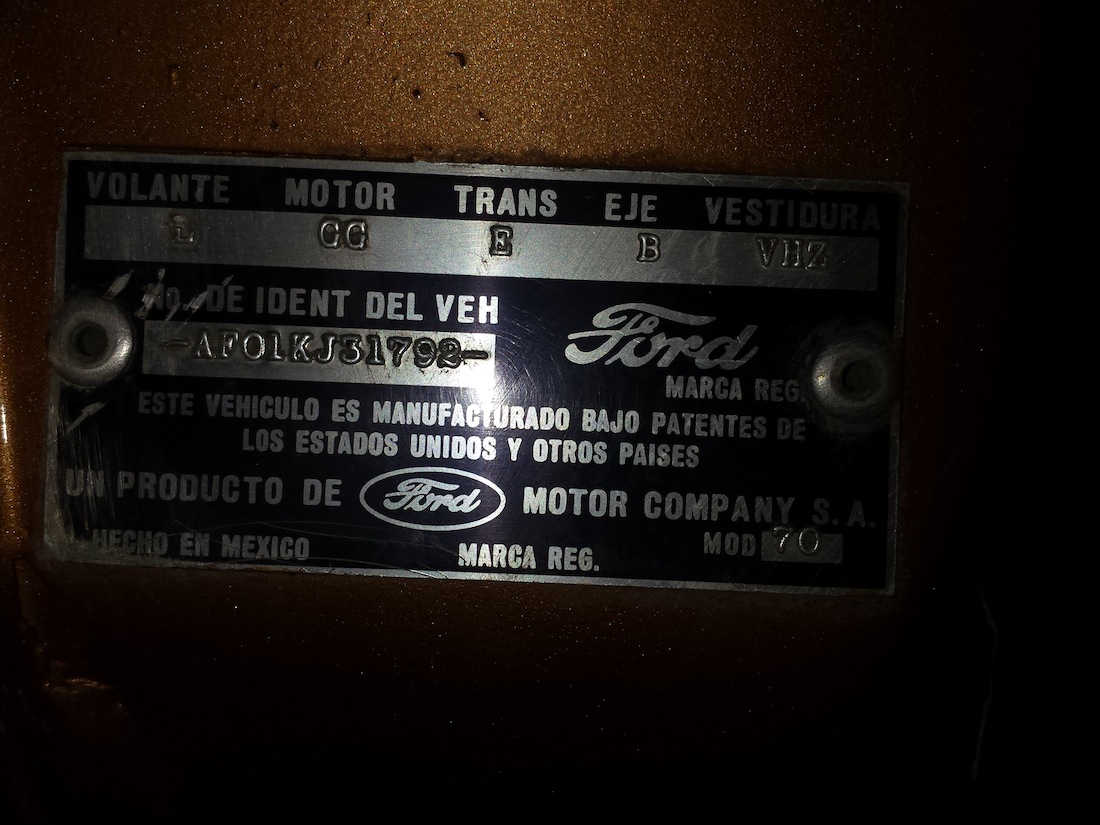 VOLANTE MOTOR TRANS EJE VESTIDURA
L CG E B VHZ
No. DE IDENT DEL VEH
-AF01KJ31792-
Ford
MARCA REG.
ESTE VEHICULO ES MANUFACTURADO BAJO PATENTES DE
LOS ESTADOS UNIDOS Y OTROS PAISES
UN PRODUCTO DE Ford MOTOR COMPANY S.A.
HECHO EN MEXICO MARCA REG. MOD 70